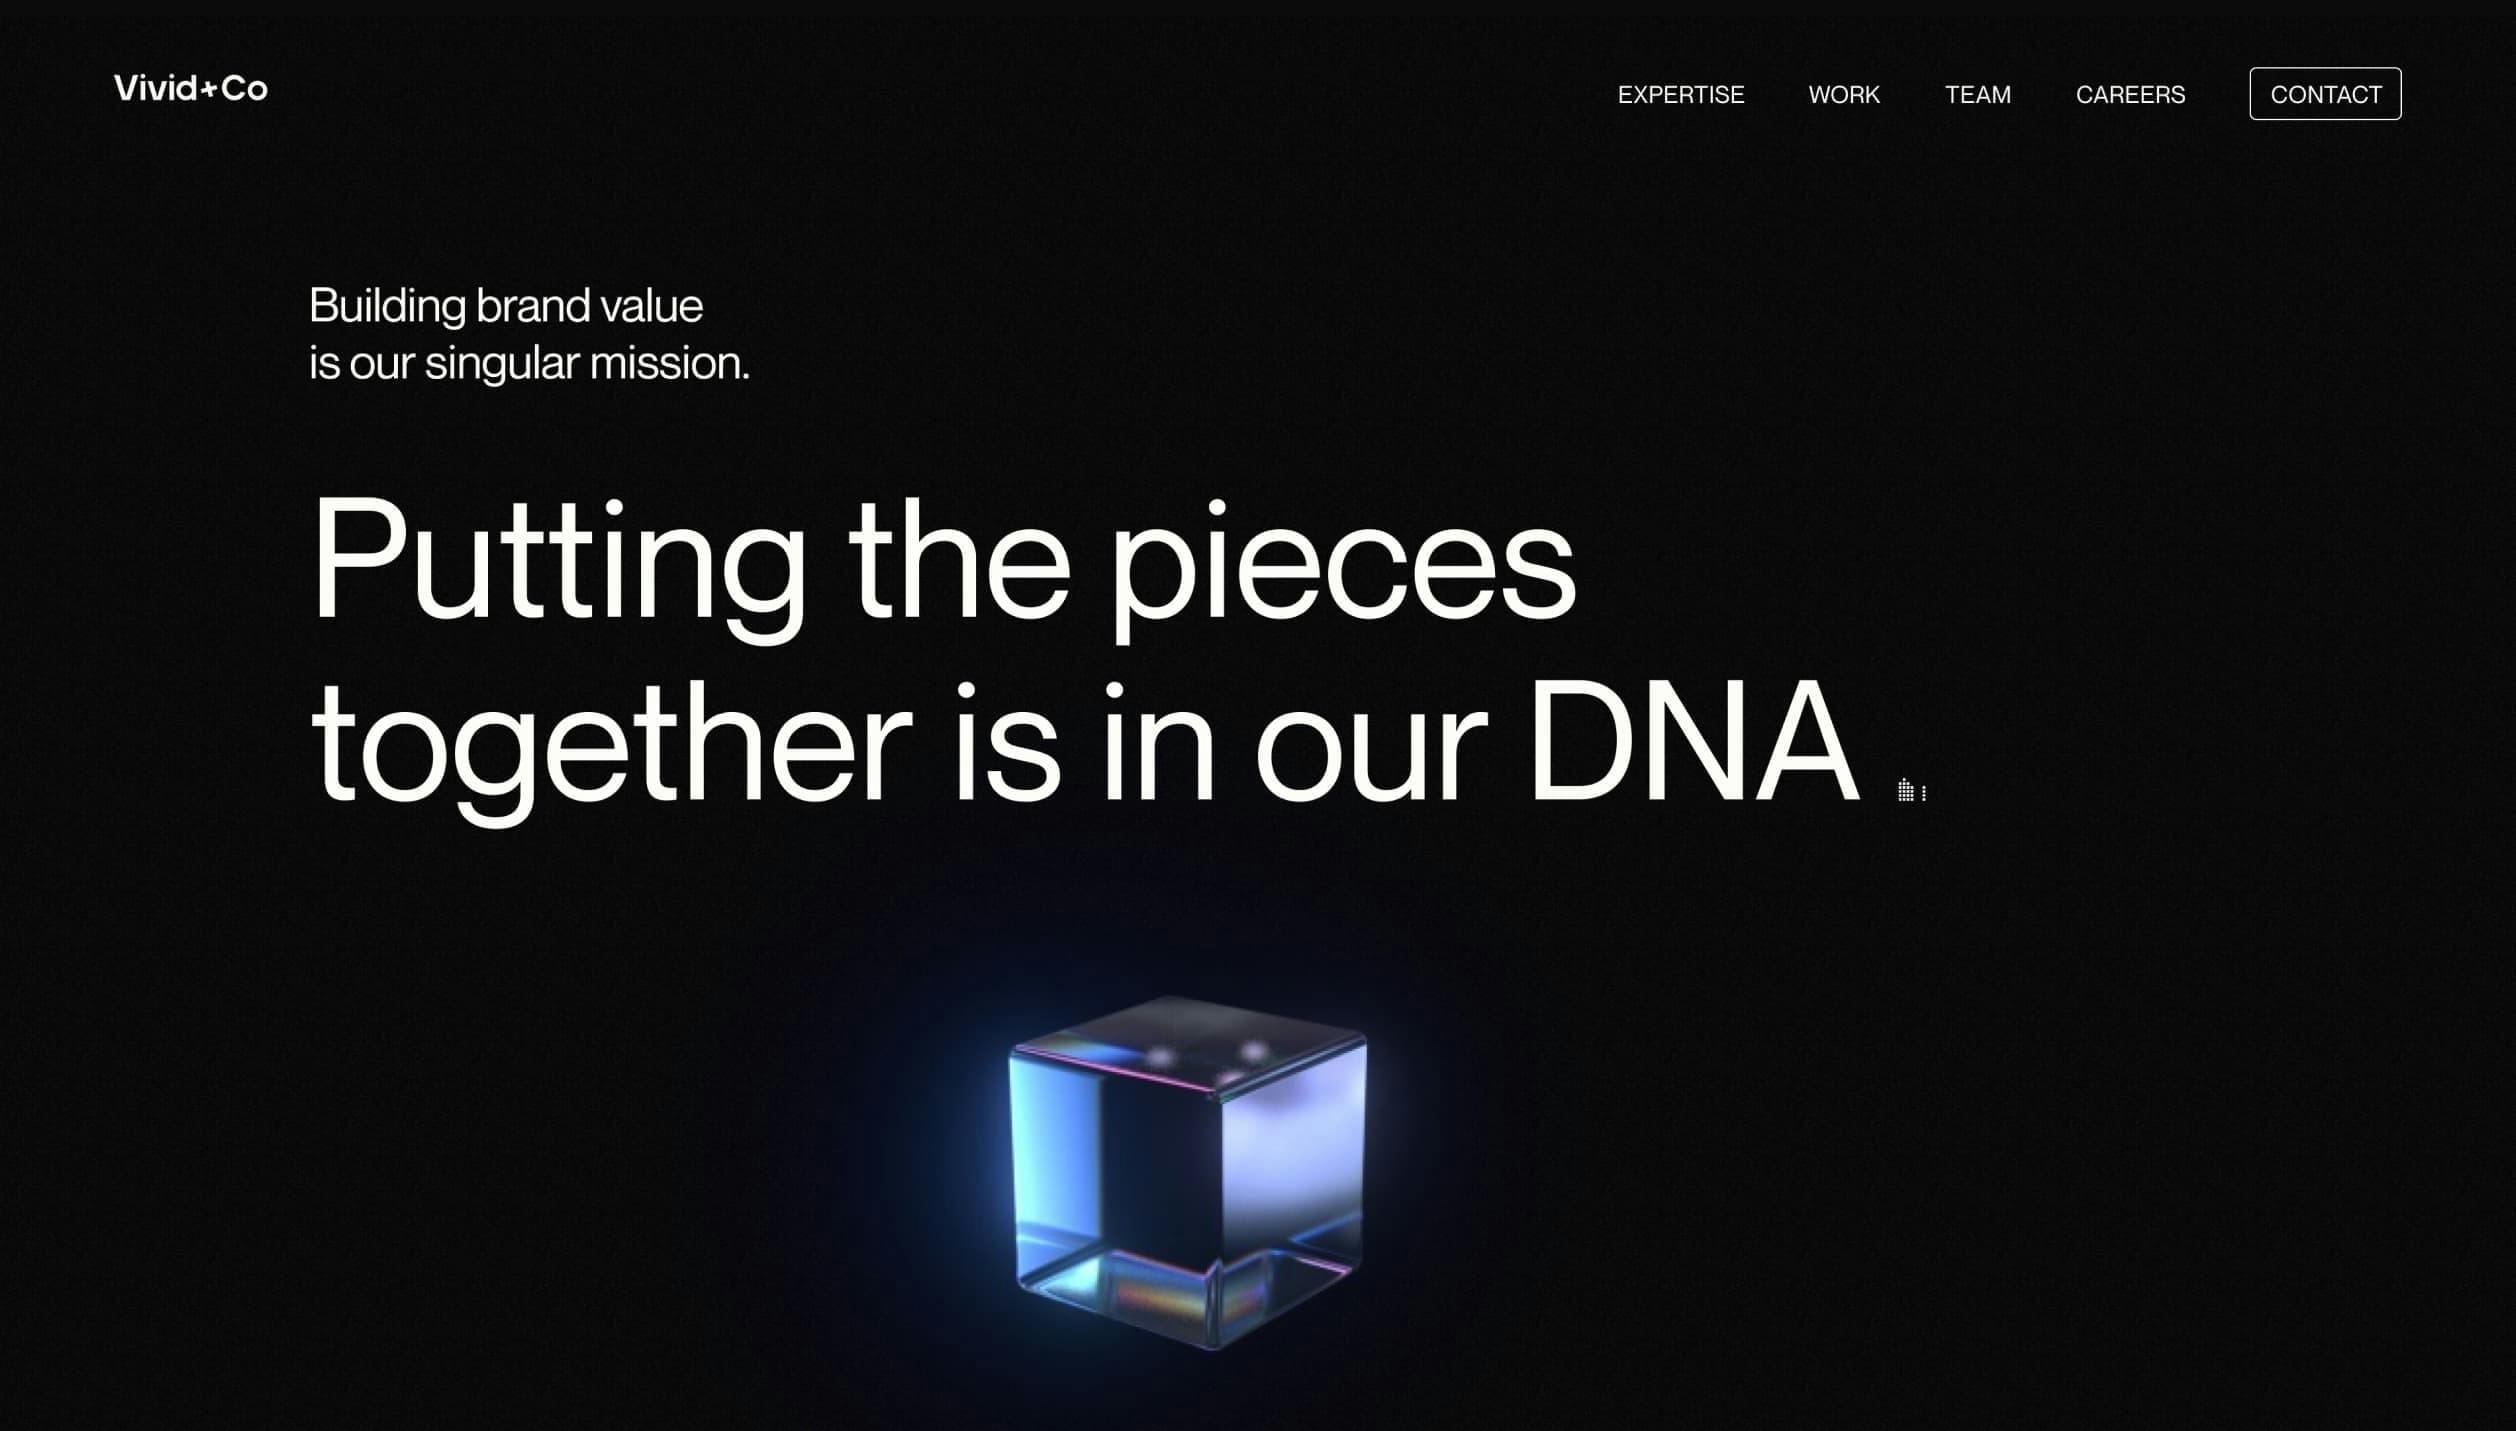 Vivid+Co
EXPERTISE
WORK
TEAM
CAREERS
CONTACT
Building brand value
is our singular mission.
Putting the pieces
together is in our DNA